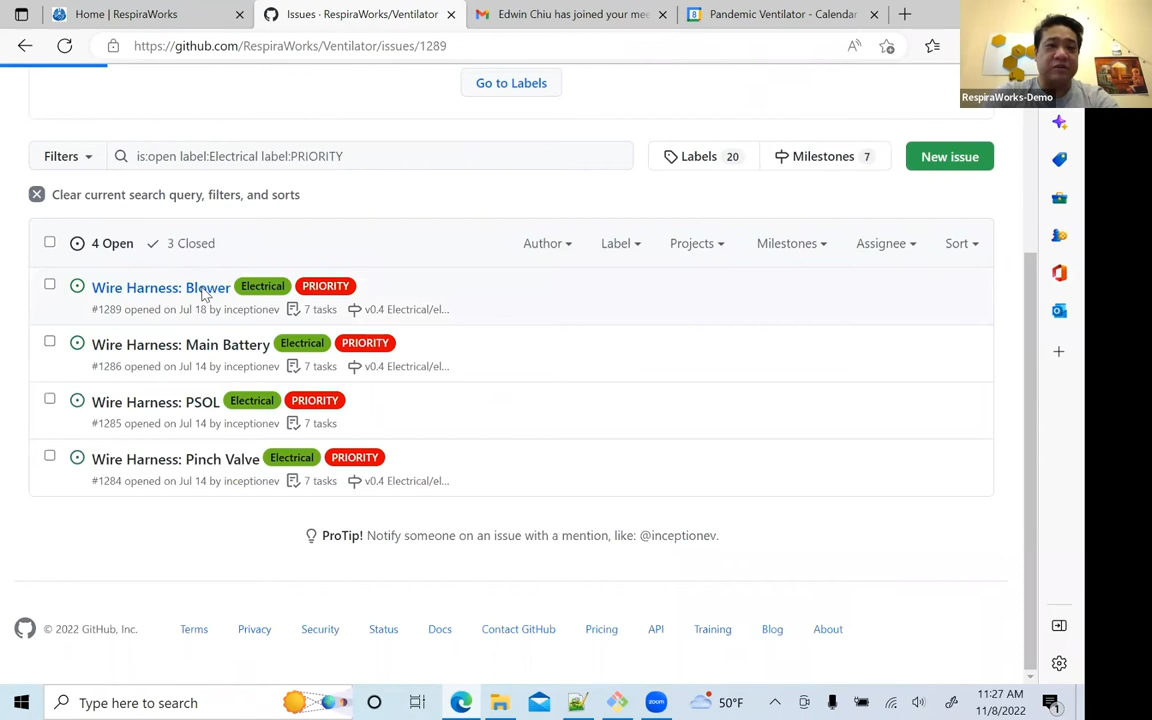 Home | RespiraWorks
Issues · RespiraWorks/Ventilator
Edwin Chiu has joined your mee
Pandemic Ventilator - Calendar
https://github.com/RespiraWorks/Ventilator/issues/1289
RespiraWorks-Demo
Go to Labels
Filters
is:open label:Electrical label:PRIORITY
Labels 20
Milestones 7
New issue
Clear current search query, filters, and sorts
4 Open
3 Closed
Author
Label
Projects
Milestones
Assignee
Sort
Wire Harness: Blower Electrical PRIORITY
#1289 opened on Jul 18 by inceptionev 7 tasks v0.4 Electrical/el...
Wire Harness: Main Battery Electrical PRIORITY
#1286 opened on Jul 14 by inceptionev 7 tasks v0.4 Electrical/el...
Wire Harness: PSOL Electrical PRIORITY
#1285 opened on Jul 14 by inceptionev 7 tasks
Wire Harness: Pinch Valve Electrical PRIORITY
#1284 opened on Jul 14 by inceptionev 7 tasks v0.4 Electrical/el...
ProTip! Notify someone on an issue with a mention, like: @inceptionev.
© 2022 GitHub, Inc.
Terms
Privacy
Security
Status
Docs
Contact GitHub
Pricing
API
Training
Blog
About
Type here to search
zoom
50°F
11:27 AM
11/8/2022
1